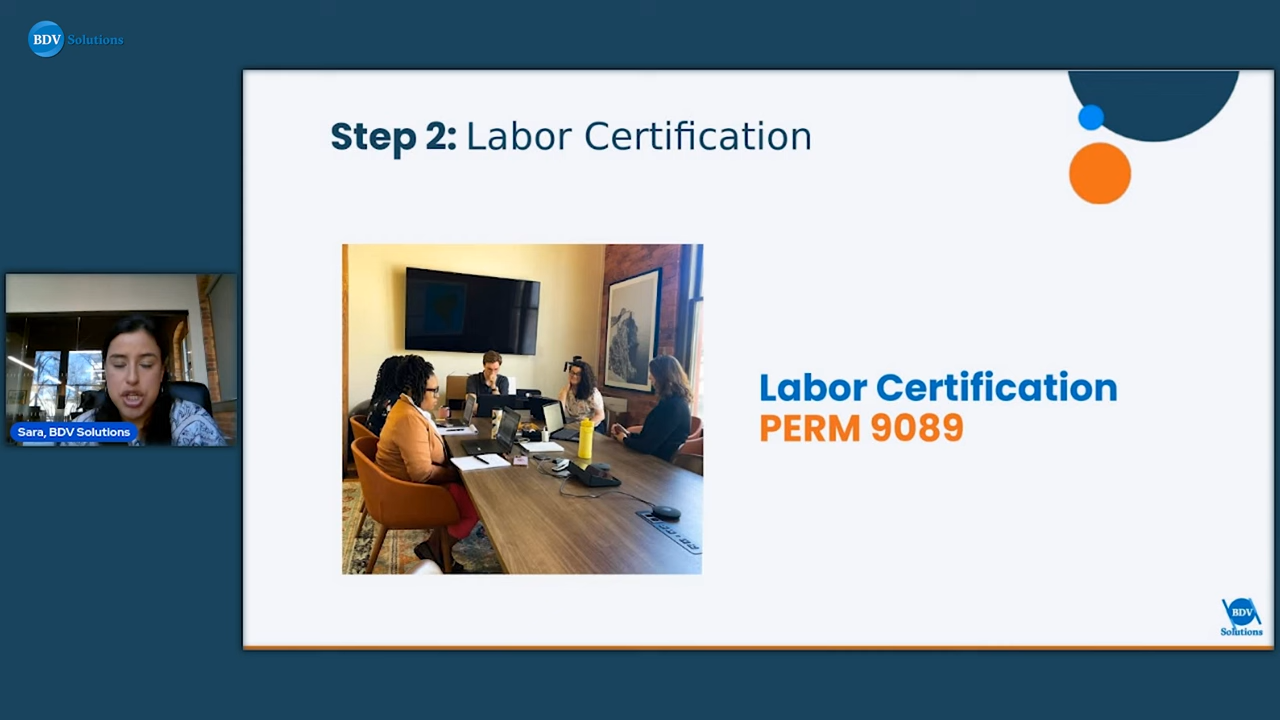 BDV Solutions
Step 2: Labor Certification
Labor Certification
PERM 9089
Sara, BDV Solutions
BDV
Solutions